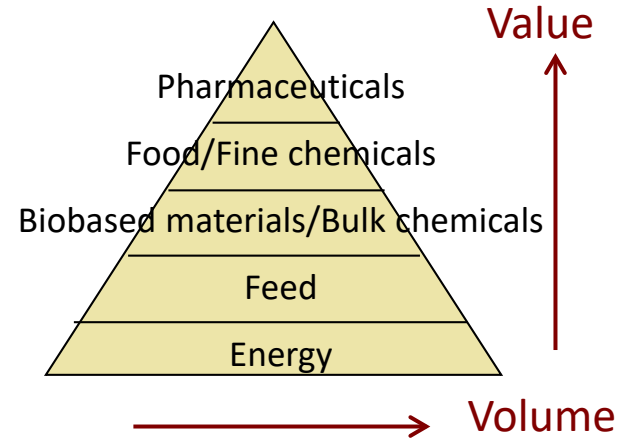 Value
Pharmaceuticals
Food/Fine chemicals
Biobased materials/Bulk chemicals
Feed
Energy
Volume